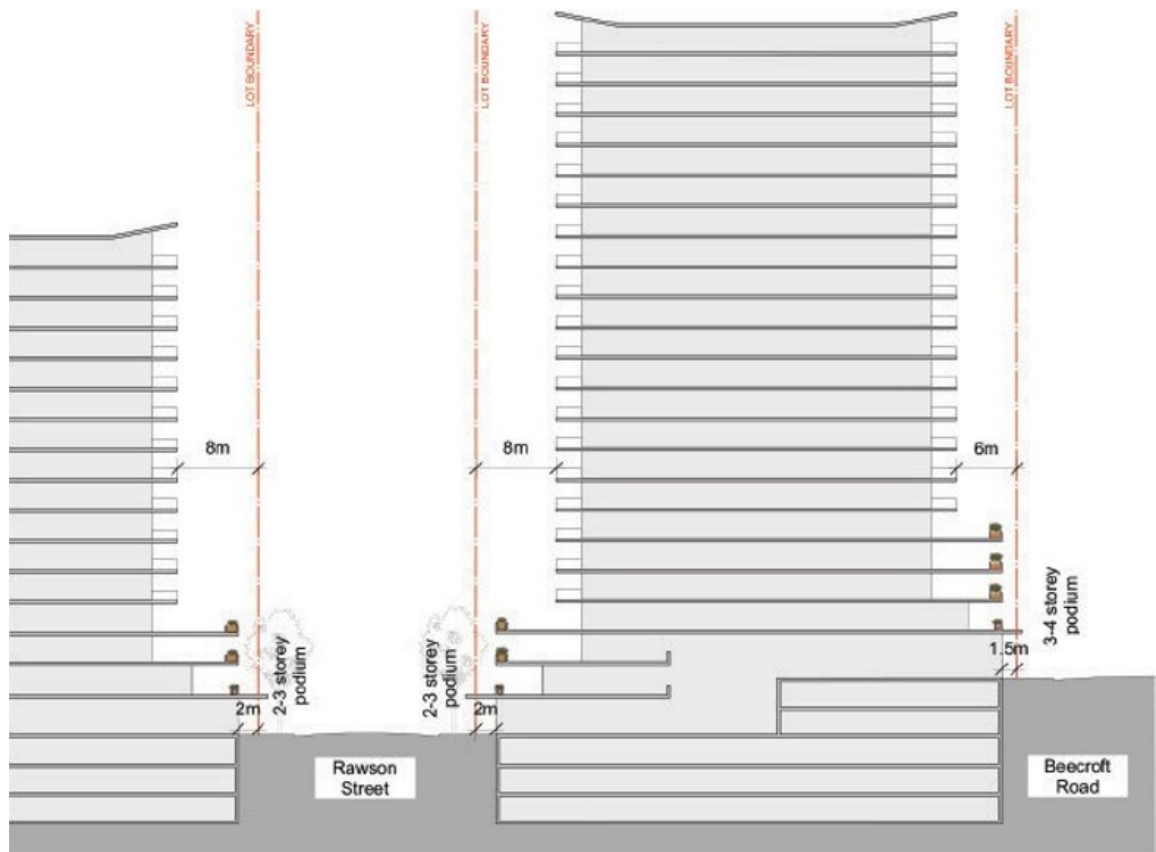 LOT BOUNDARY
LOT BOUNDARY
LOT BOUNDARY
8m
8m
6m
2-3 storey
podium
2-3 storey
podium
3-4 storey
podium
1.5m
2m
2m
Rawson
Street
Beecroft
Road